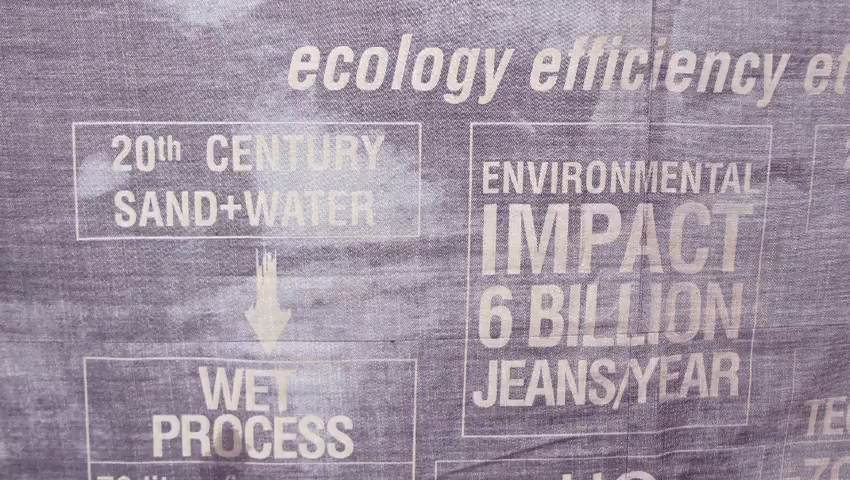 ecology efficiency
20th CENTURY
SAND+WATER
ENVIRONMENTAL
IMPACT
6 BILLION
JEANS/YEAR
WET
PROCESS